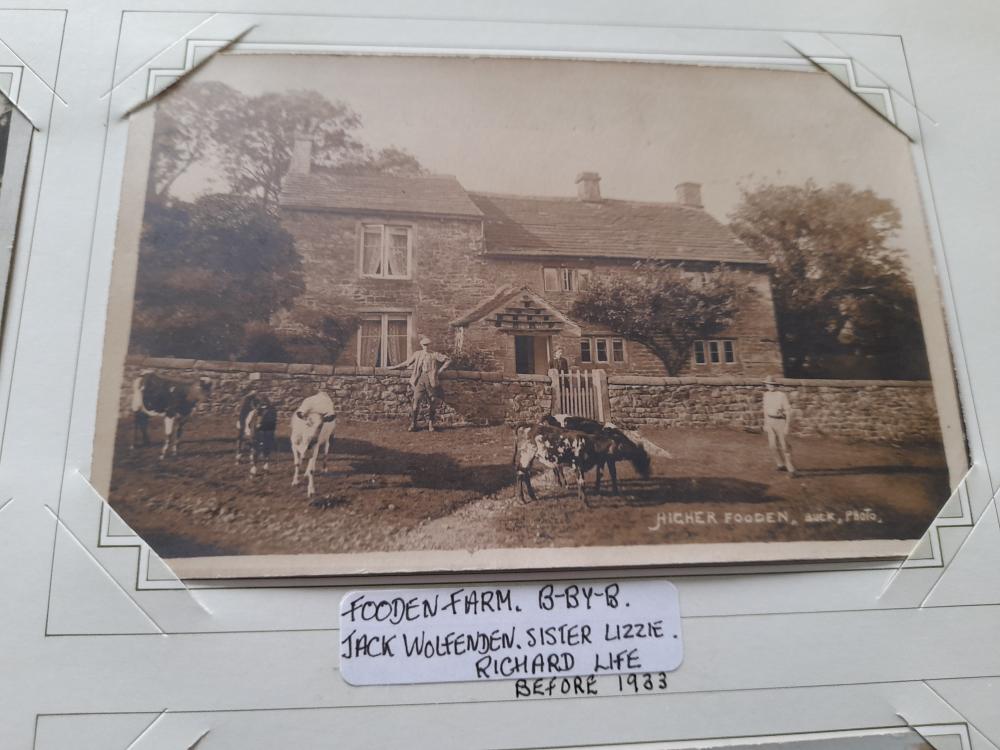 HIGHER FOODEN. BUCK, PHOTO.
FOODEN FARM. B-BY-B.
JACK WOLFENDEN. SISTER LIZZIE.
RICHARD LIFE
BEFORE 1933